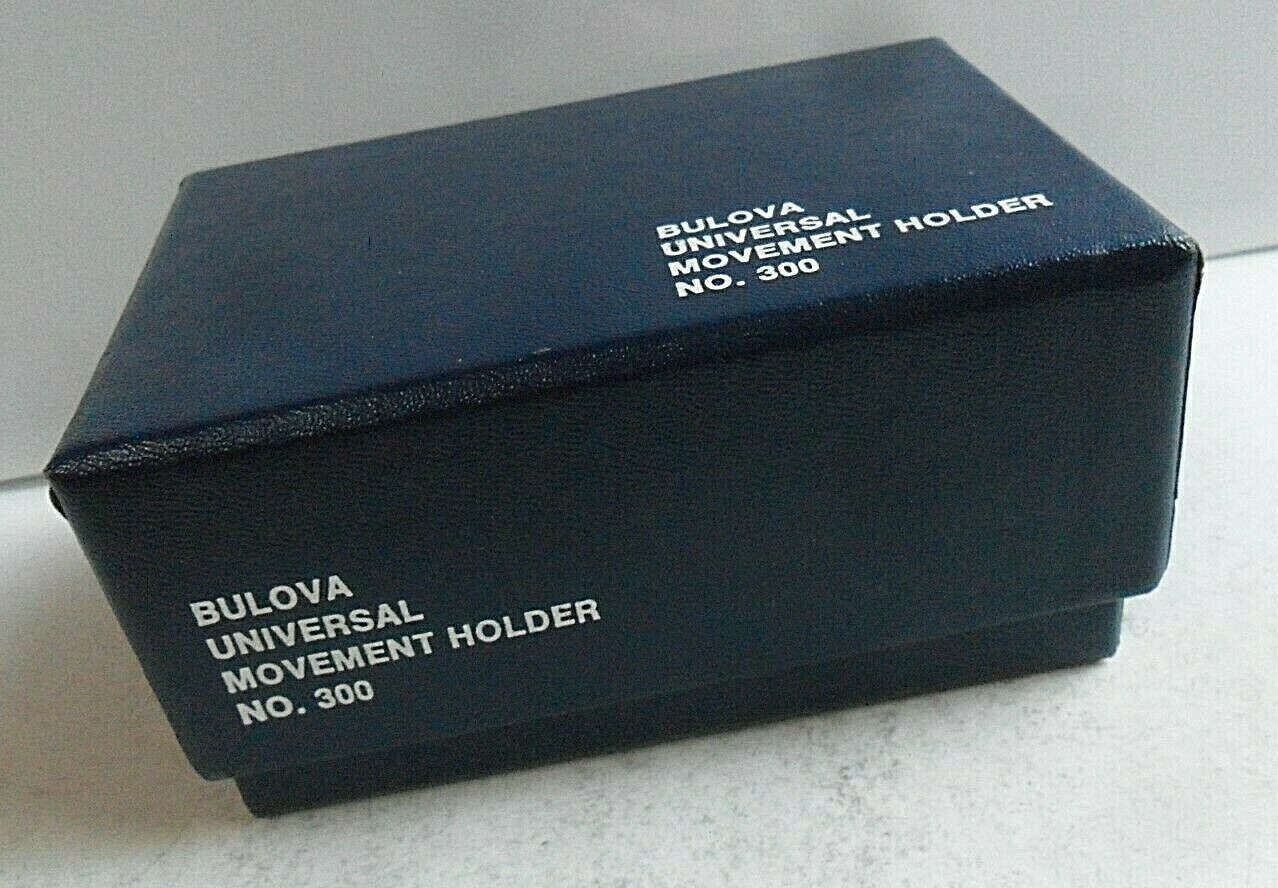 BULOVA
UNIVERSAL
MOVEMENT HOLDER
NO. 300
BULOVA
UNIVERSAL
MOVEMENT HOLDER
NO. 300